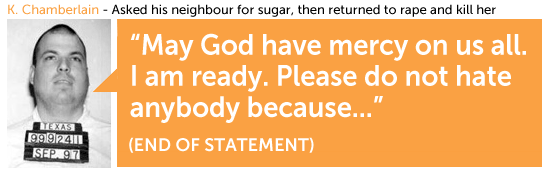 K. Chamberlain - Asked his neighbour for sugar, then returned to rape and kill her
“May God have mercy on us all.
I am ready. Please do not hate
anybody because...”
(END OF STATEMENT)
TEXAS
999241
SEP. 97